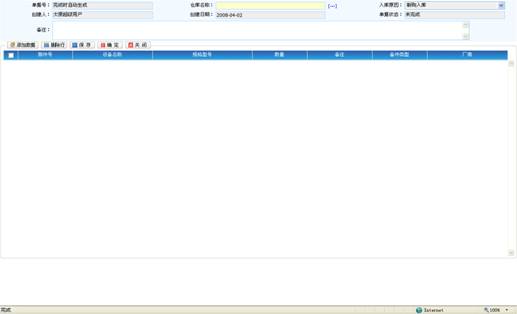 单据号： 完成时自动生成 仓库名称： [...] 入库原因： 新购入库
创建人： 太原超级用户 创建日期： 2008-04-02 单据状态： 未完成
备注：
添加数据 删除行 保 存 确 定 关 闭
部件号 设备名称 规格型号 数量 备注 备件类型 厂商
完成 Internet 100%